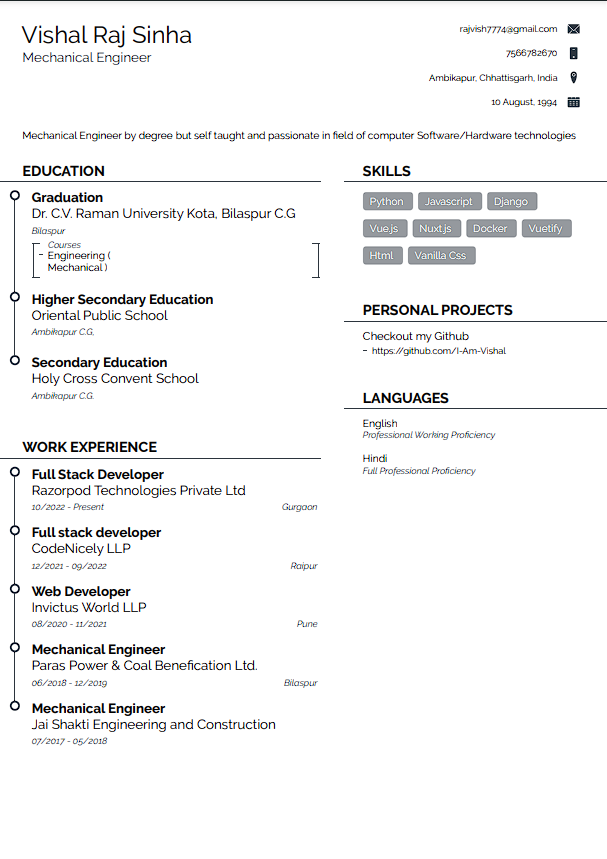 Vishal Raj Sinha
Mechanical Engineer
rajvish7774@gmail.com
7566782670
Ambikapur, Chhattisgarh, India
10 August, 1994
Mechanical Engineer by degree but self taught and passionate in field of computer Software/Hardware technologies
EDUCATION
Graduation
Dr. C.V. Raman University Kota, Bilaspur C.G
Bilaspur
Courses
- Engineering (
Mechanical )
Higher Secondary Education
Oriental Public School
Ambikapur C.G,
Secondary Education
Holy Cross Convent School
Ambikapur C.G.
WORK EXPERIENCE
Full Stack Developer
Razorpod Technologies Private Ltd
10/2022 - Present Gurgaon
Full stack developer
CodeNicely LLP
12/2021 - 09/2022 Raipur
Web Developer
Invictus World LLP
08/2020 - 11/2021 Pune
Mechanical Engineer
Paras Power & Coal Benefication Ltd.
06/2018 - 12/2019 Bilaspur
Mechanical Engineer
Jai Shakti Engineering and Construction
07/2017 - 05/2018
SKILLS
Python Javascript Django
Vue.js Nuxt.js Docker Vuetify
Html Vanilla Css
PERSONAL PROJECTS
Checkout my Github
- https://github.com/I-Am-Vishal
LANGUAGES
English
Professional Working Proficiency
Hindi
Full Professional Proficiency